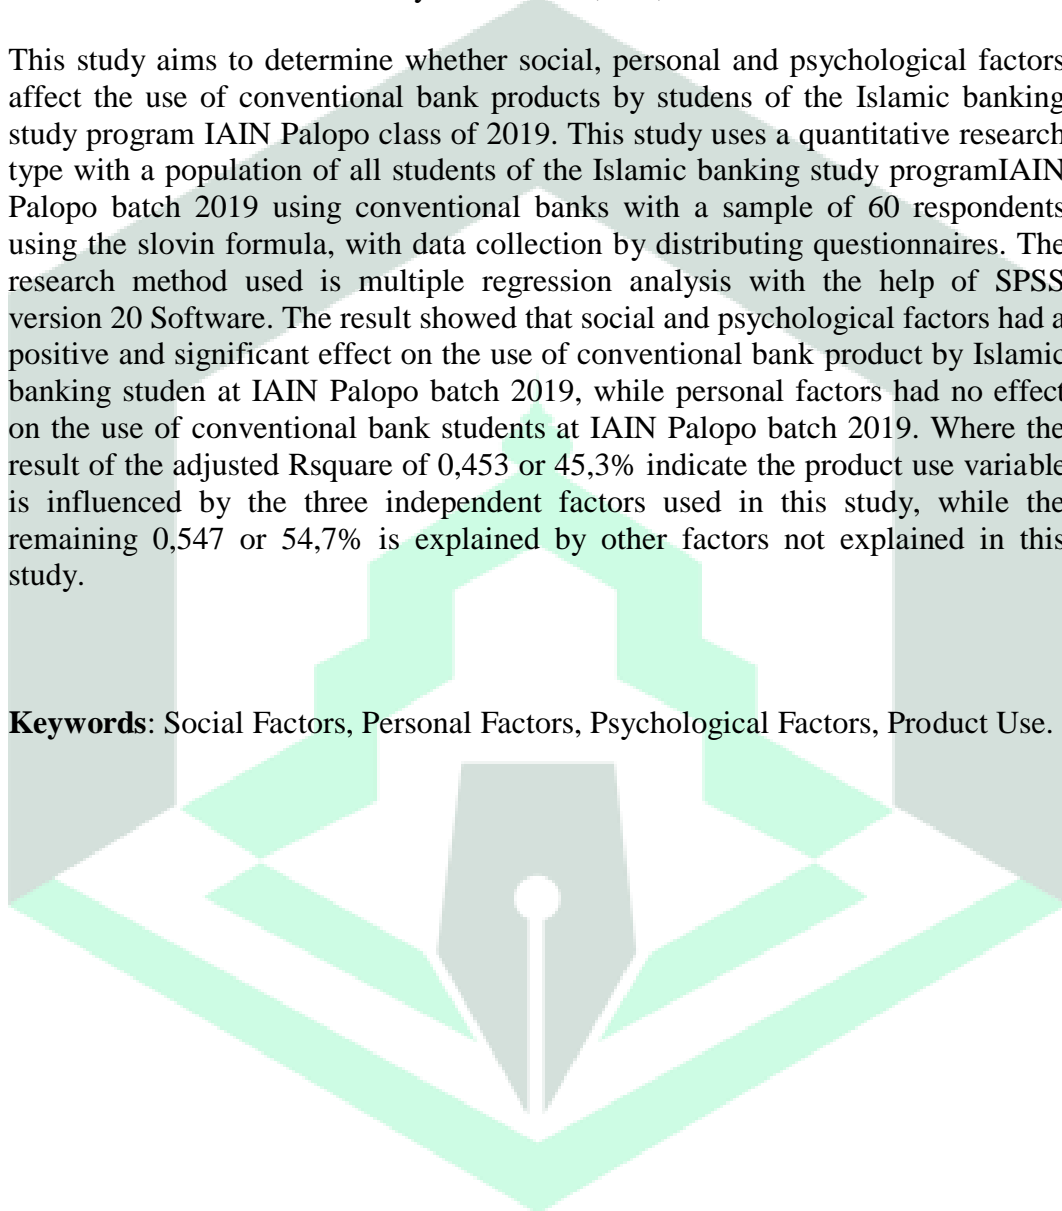 This study aims to determine whether social, personal and psychological factors
affect the use of conventional bank products by studens of the Islamic banking
study program IAIN Palopo class of 2019. This study uses a quantitative research
type with a population of all students of the Islamic banking study programIAIN
Palopo batch 2019 using conventional banks with a sample of 60 respondents
using the slovin formula, with data collection by distributing questionnaires. The
research method used is multiple regression analysis with the help of SPSS
version 20 Software. The result showed that social and psychological factors had a
positive and significant effect on the use of conventional bank product by Islamic
banking studen at IAIN Palopo batch 2019, while personal factors had no effect
on the use of conventional bank students at IAIN Palopo batch 2019. Where the
result of the adjusted Rsquare of 0,453 or 45,3% indicate the product use variable
is influenced by the three independent factors used in this study, while the
remaining 0,547 or 54,7% is explained by other factors not explained in this
study.
Keywords: Social Factors, Personal Factors, Psychological Factors, Product Use.